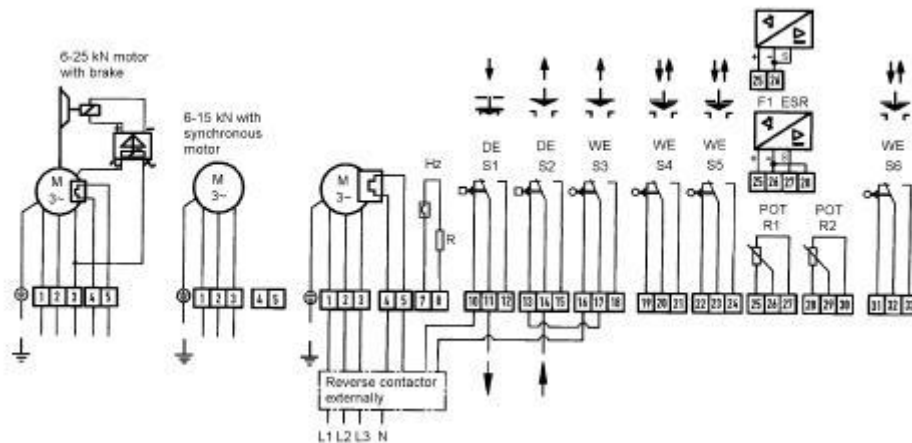 6-25 kN motor
with brake
M
3~
1 2 3 4 5
6-15 kN with
synchronous
motor
M
3~
1 2 3 4 5
M
3~
1 2 3 4 5 7 8
Hz
R
DE
S1
10 11 12
DE
S2
13 14 15
WE
S3
16 17 18
WE
S4
19 20 21
WE
S5
22 23 24
25 26
F1 ESR
25 26 27 28
POT
R1
25 26 27
POT
R2
28 29 30
WE
S6
31 32 33
Reverse contactor
externally
L1 L2 L3 N